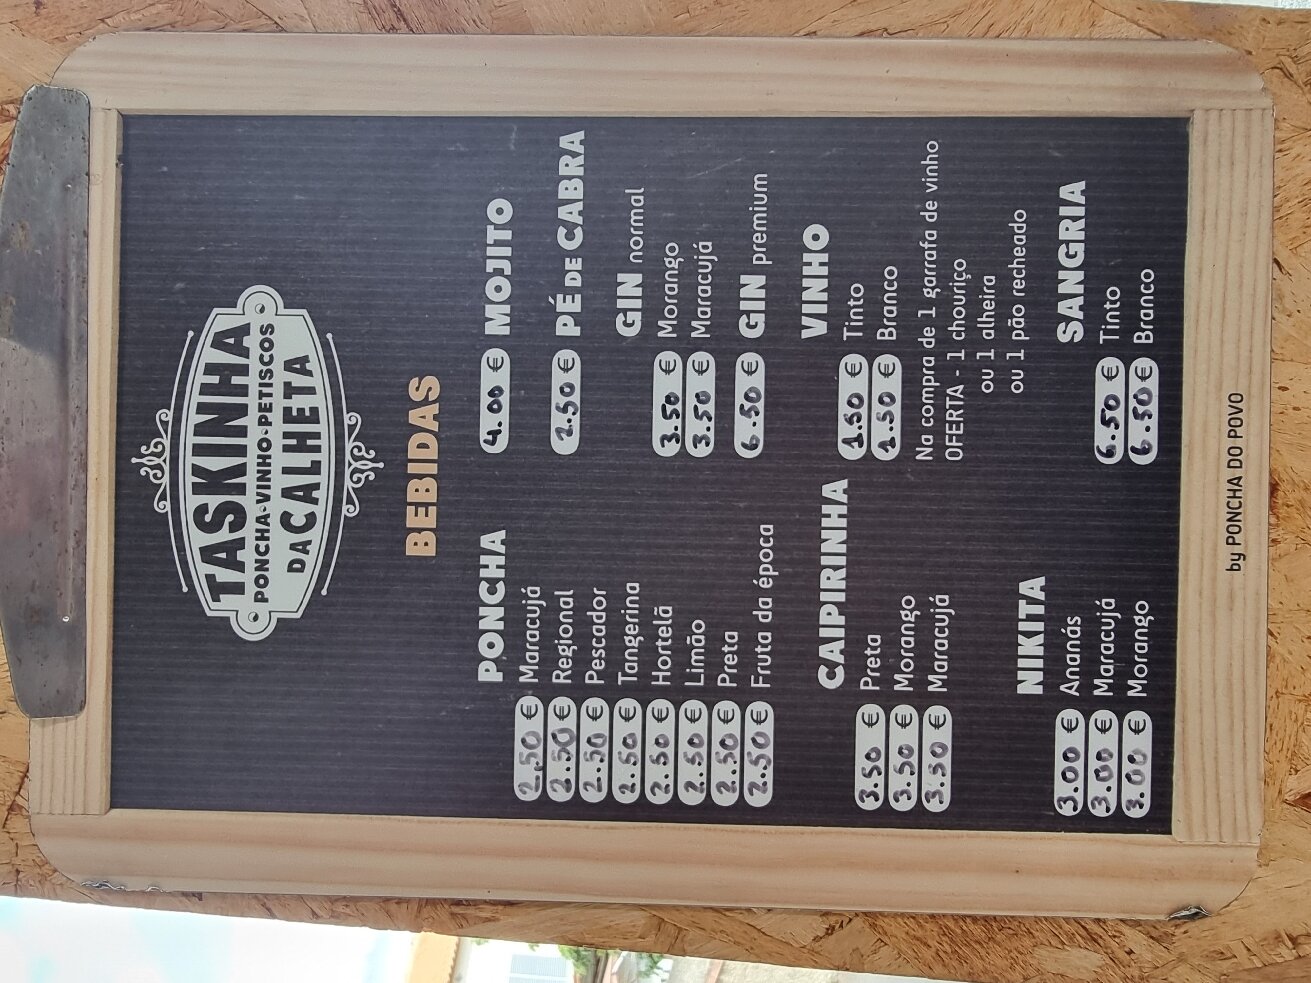 TASKINHA
PONCHA-VINHO-PETISCOS
DA CALHETA
BEBIDAS
PONCHA
2.50 € Maracujá
2.50 € Regional
2.50 € Pescador
2.50 € Tangerina
2.50 € Hortelã
2.50 € Limão
2.50 € Preta
2.50 € Fruta da época
CAIPIRINHA
3.50 € Preta
3.50 € Morango
3.50 € Maracujá
NIKITA
3.00 € Ananás
3.00 € Maracujá
3.00 € Morango
4.00 € MOJITO
2.50 € PÉ DE CABRA
GIN normal
3.50 € Morango
3.50 € Maracujá
6.50 € GIN premium
VINHO
1.50 € Tinto
1.50 € Branco
Na compra de 1 garrafa de vinho
OFERTA - 1 chouriço
ou 1 alheira
ou 1 pão recheado
SANGRIA
6.50 € Tinto
6.50 € Branco
by PONCHA DO POVO